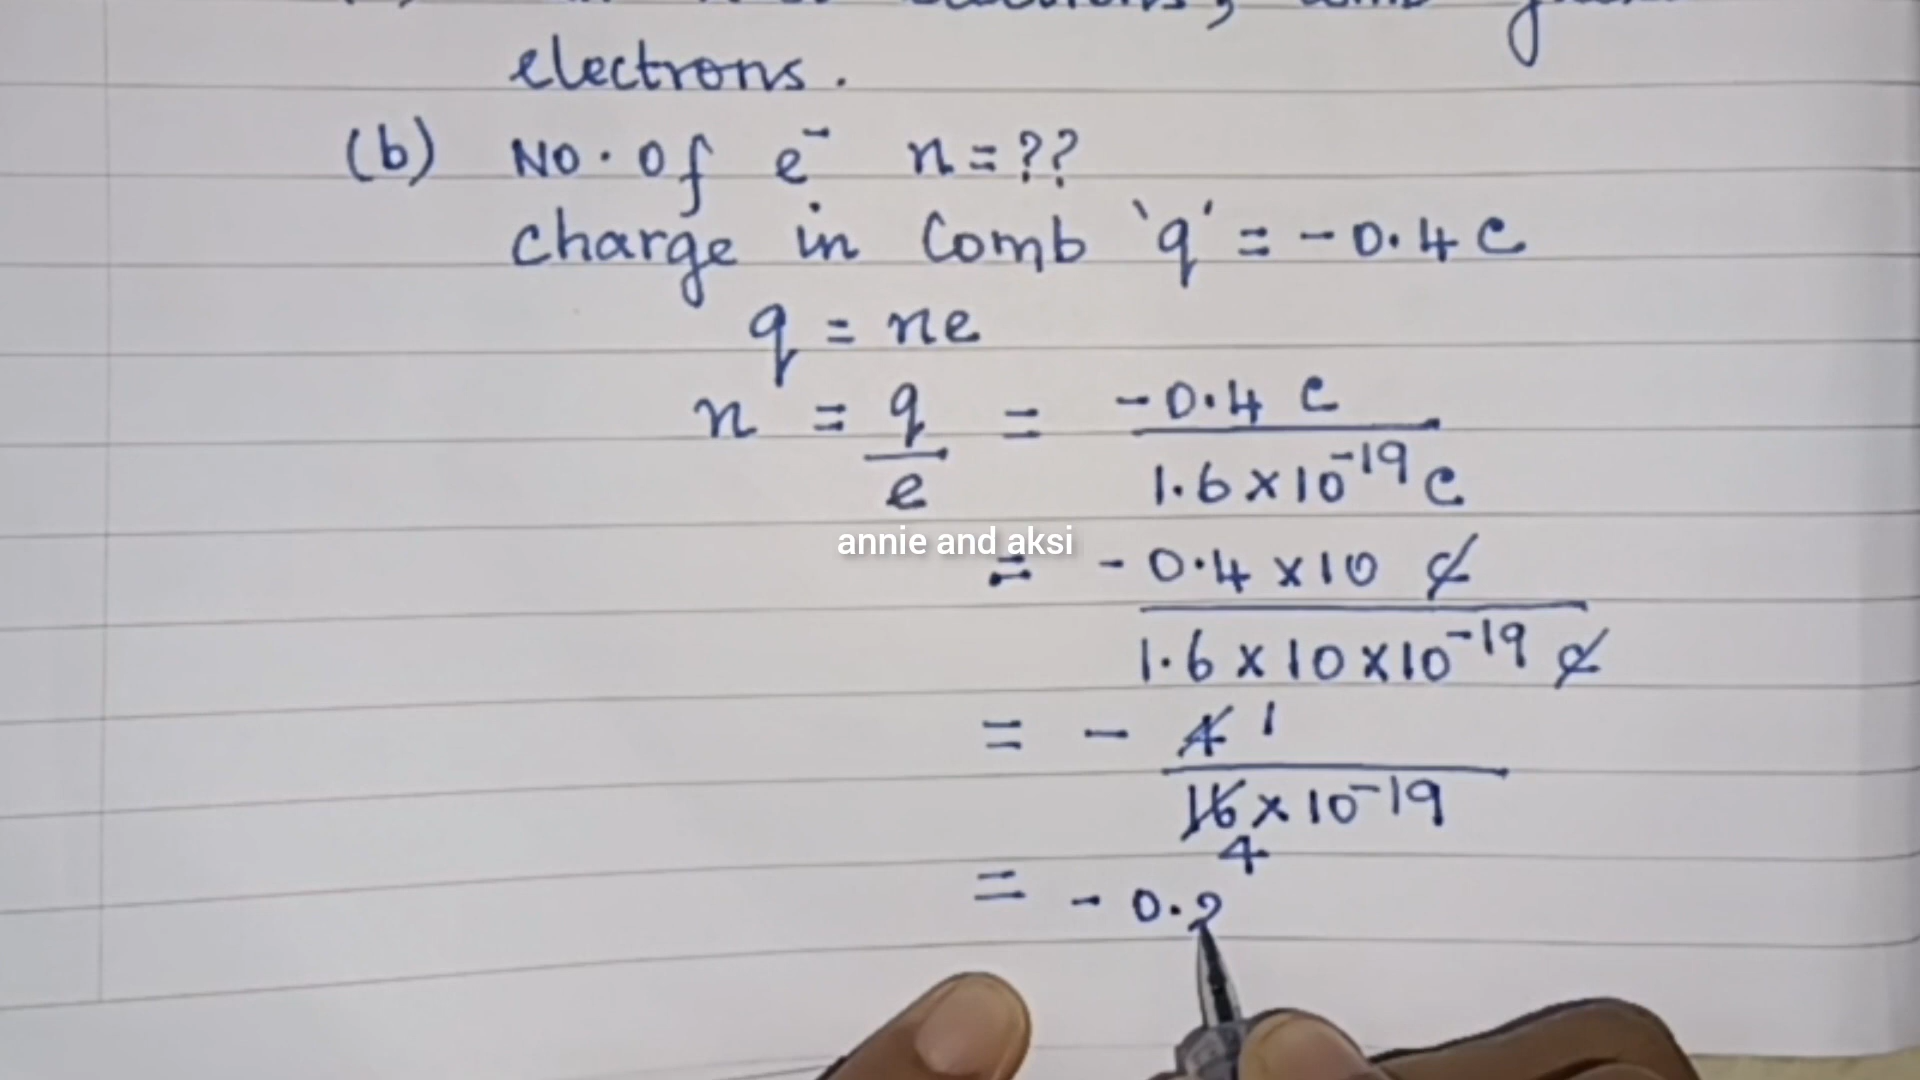 electrons.
(b) No. of e⁻ n = ??
charge in Comb 'q' = -0.4 C
q = ne
n = q/e = -0.4 C / 1.6 x 10⁻¹⁹ C
annie and aksi
= -0.4 x 10 C / 1.6 x 10 x 10⁻¹⁹ C
= - 4 1 / 16 x 10⁻¹⁹
4
= - 0.2